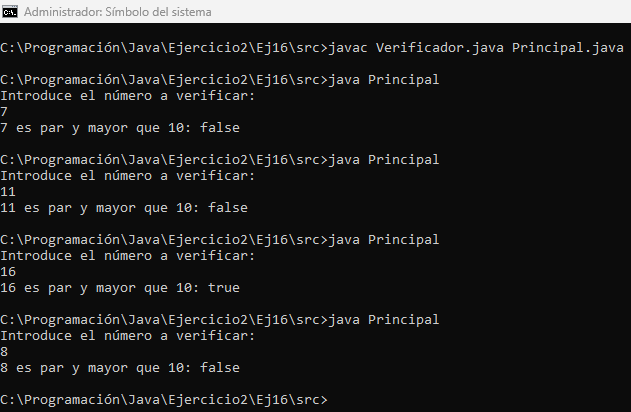 Administrador: Símbolo del sistema
C:\Programación\Java\Ejercicio2\Ej16\src>javac Verificador.java Principal.java
C:\Programación\Java\Ejercicio2\Ej16\src>java Principal
Introduce el número a verificar:
7
7 es par y mayor que 10: false
C:\Programación\Java\Ejercicio2\Ej16\src>java Principal
Introduce el número a verificar:
11
11 es par y mayor que 10: false
C:\Programación\Java\Ejercicio2\Ej16\src>java Principal
Introduce el número a verificar:
16
16 es par y mayor que 10: true
C:\Programación\Java\Ejercicio2\Ej16\src>java Principal
Introduce el número a verificar:
8
8 es par y mayor que 10: false
C:\Programación\Java\Ejercicio2\Ej16\src>